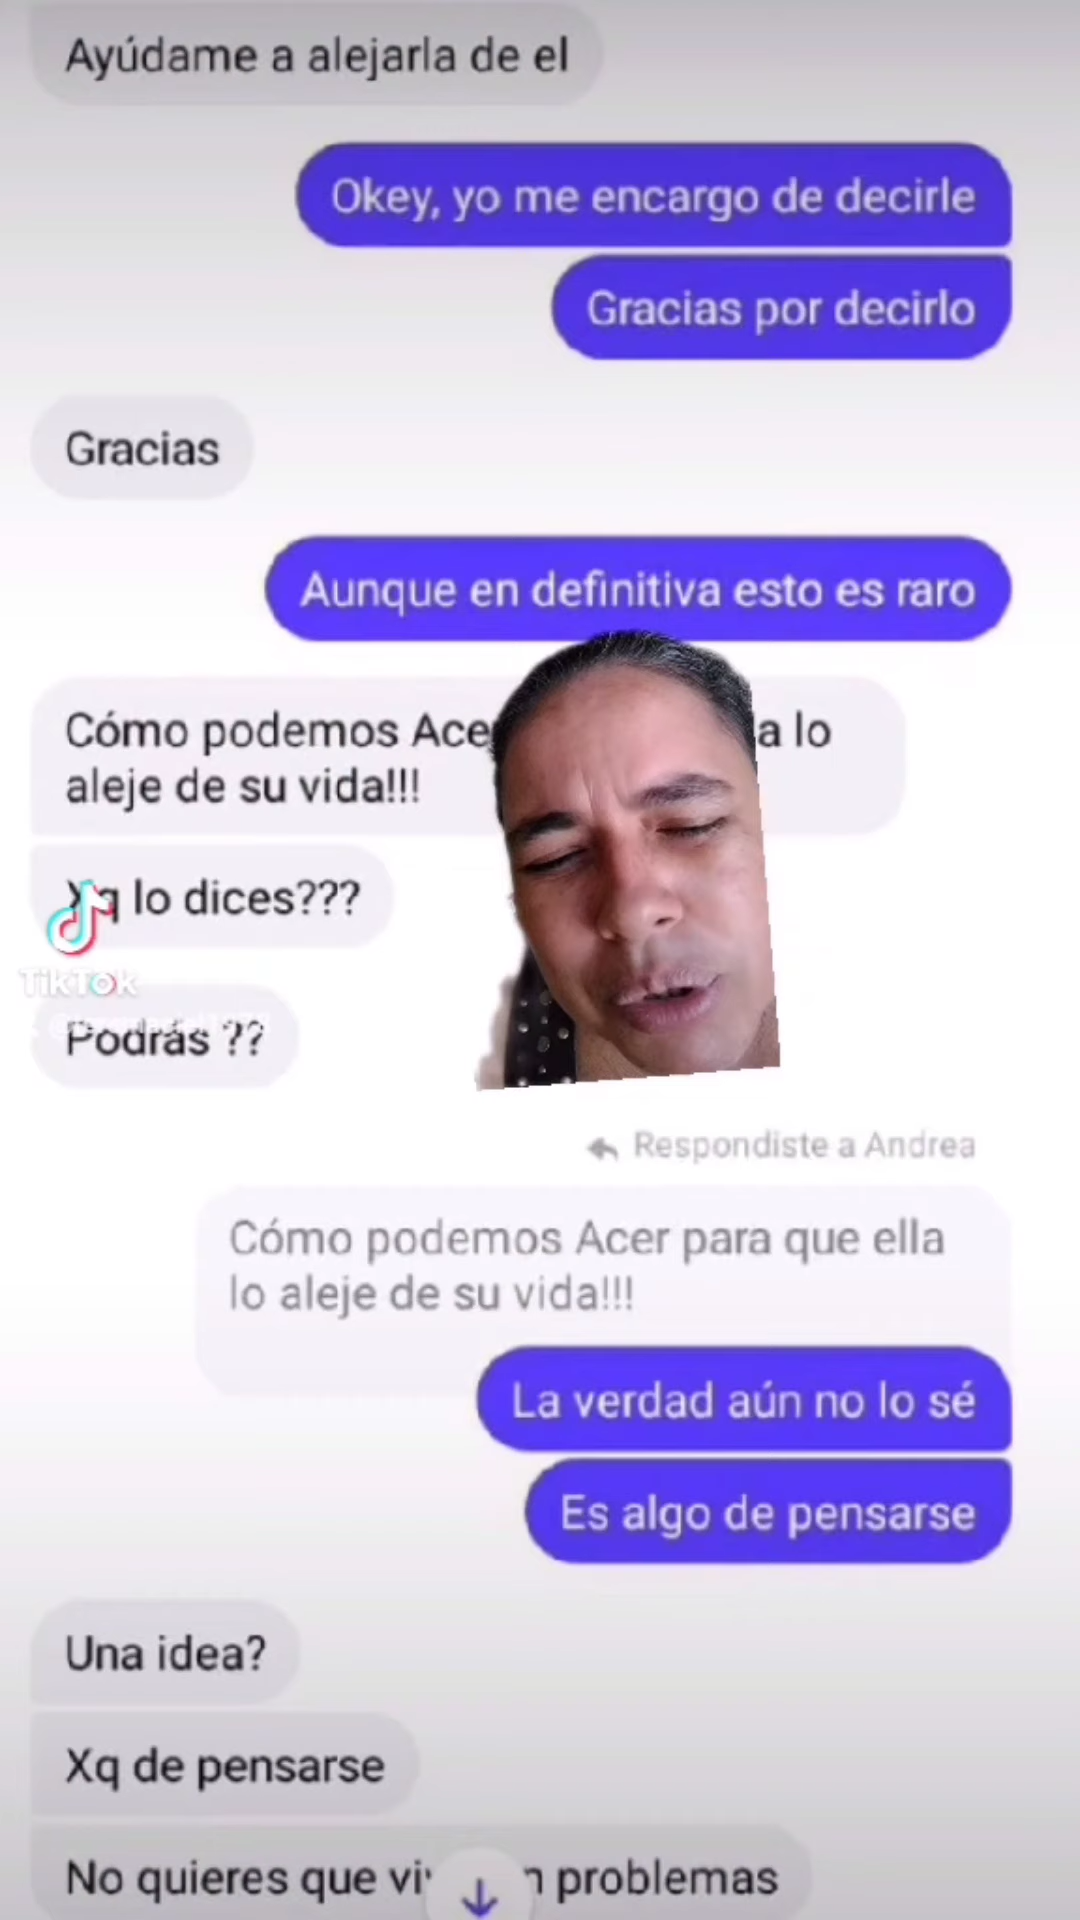 Ayúdame a alejarla de el
Okey, yo me encargo de decirle
Gracias por decirlo
Gracias
Aunque en definitiva esto es raro
Cómo podemos a lo
aleje de su vida!!!
lo dices???
TikTok
Podrás ??
Respondiste a Andrea
Cómo podemos Acer para que ella
lo aleje de su vida!!!
La verdad aún no lo sé
Es algo de pensarse
Una idea?
Xq de pensarse
No quieres que problemas